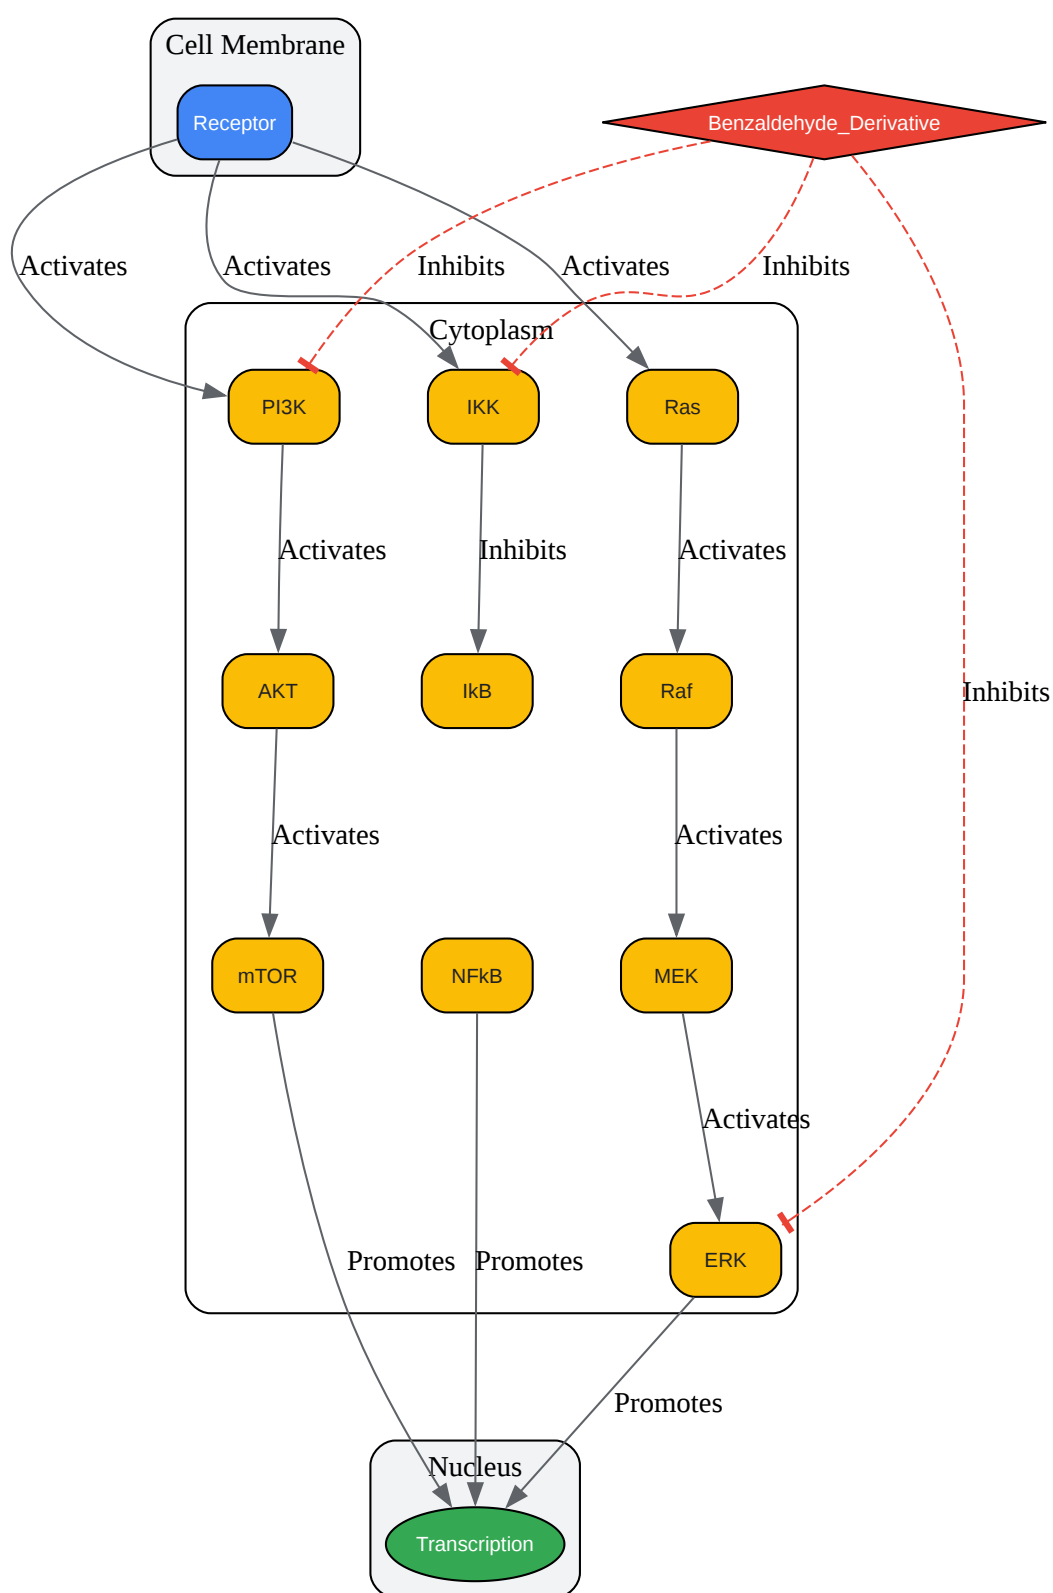 Cell Membrane
Receptor
Benzaldehyde_Derivative
Activates
Activates
Inhibits
Activates
Inhibits
Cytoplasm
PI3K
IKK
Ras
Activates
Inhibits
Activates
AKT
IkB
Raf
Inhibits
Activates
Activates
mTOR
NFkB
MEK
Activates
Promotes
Promotes
ERK
Promotes
Nucleus
Transcription